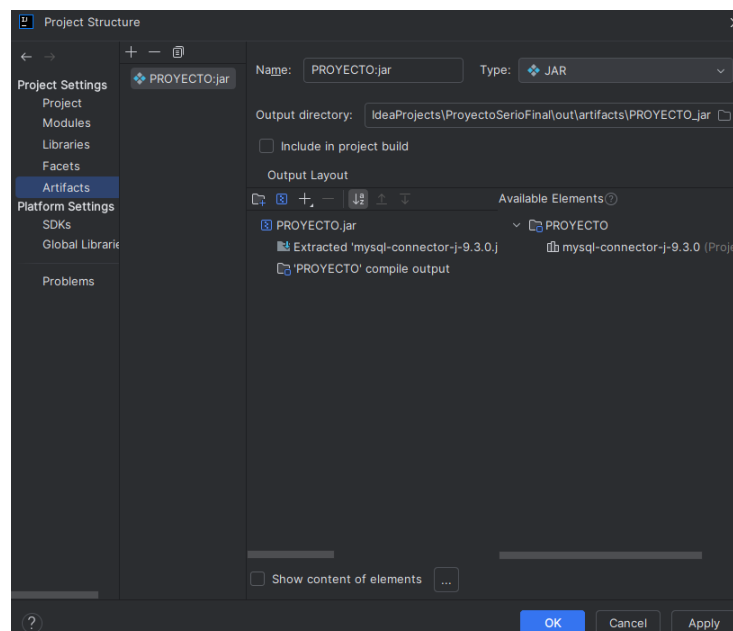 Project Structure
Project Settings
Project
Modules
Libraries
Facets
Artifacts
Platform Settings
SDKs
Global Librarie
Problems
PROYECTO:jar
Name: PROYECTO:jar Type: JAR
Output directory: IdeaProjects\ProyectoSerioFinal\out\artifacts\PROYECTO_jar
Include in project build
Output Layout
Available Elements
PROYECTO.jar
Extracted 'mysql-connector-j-9.3.0.j
'PROYECTO' compile output
PROYECTO
mysql-connector-j-9.3.0 (Proje
Show content of elements ...
? OK Cancel Apply